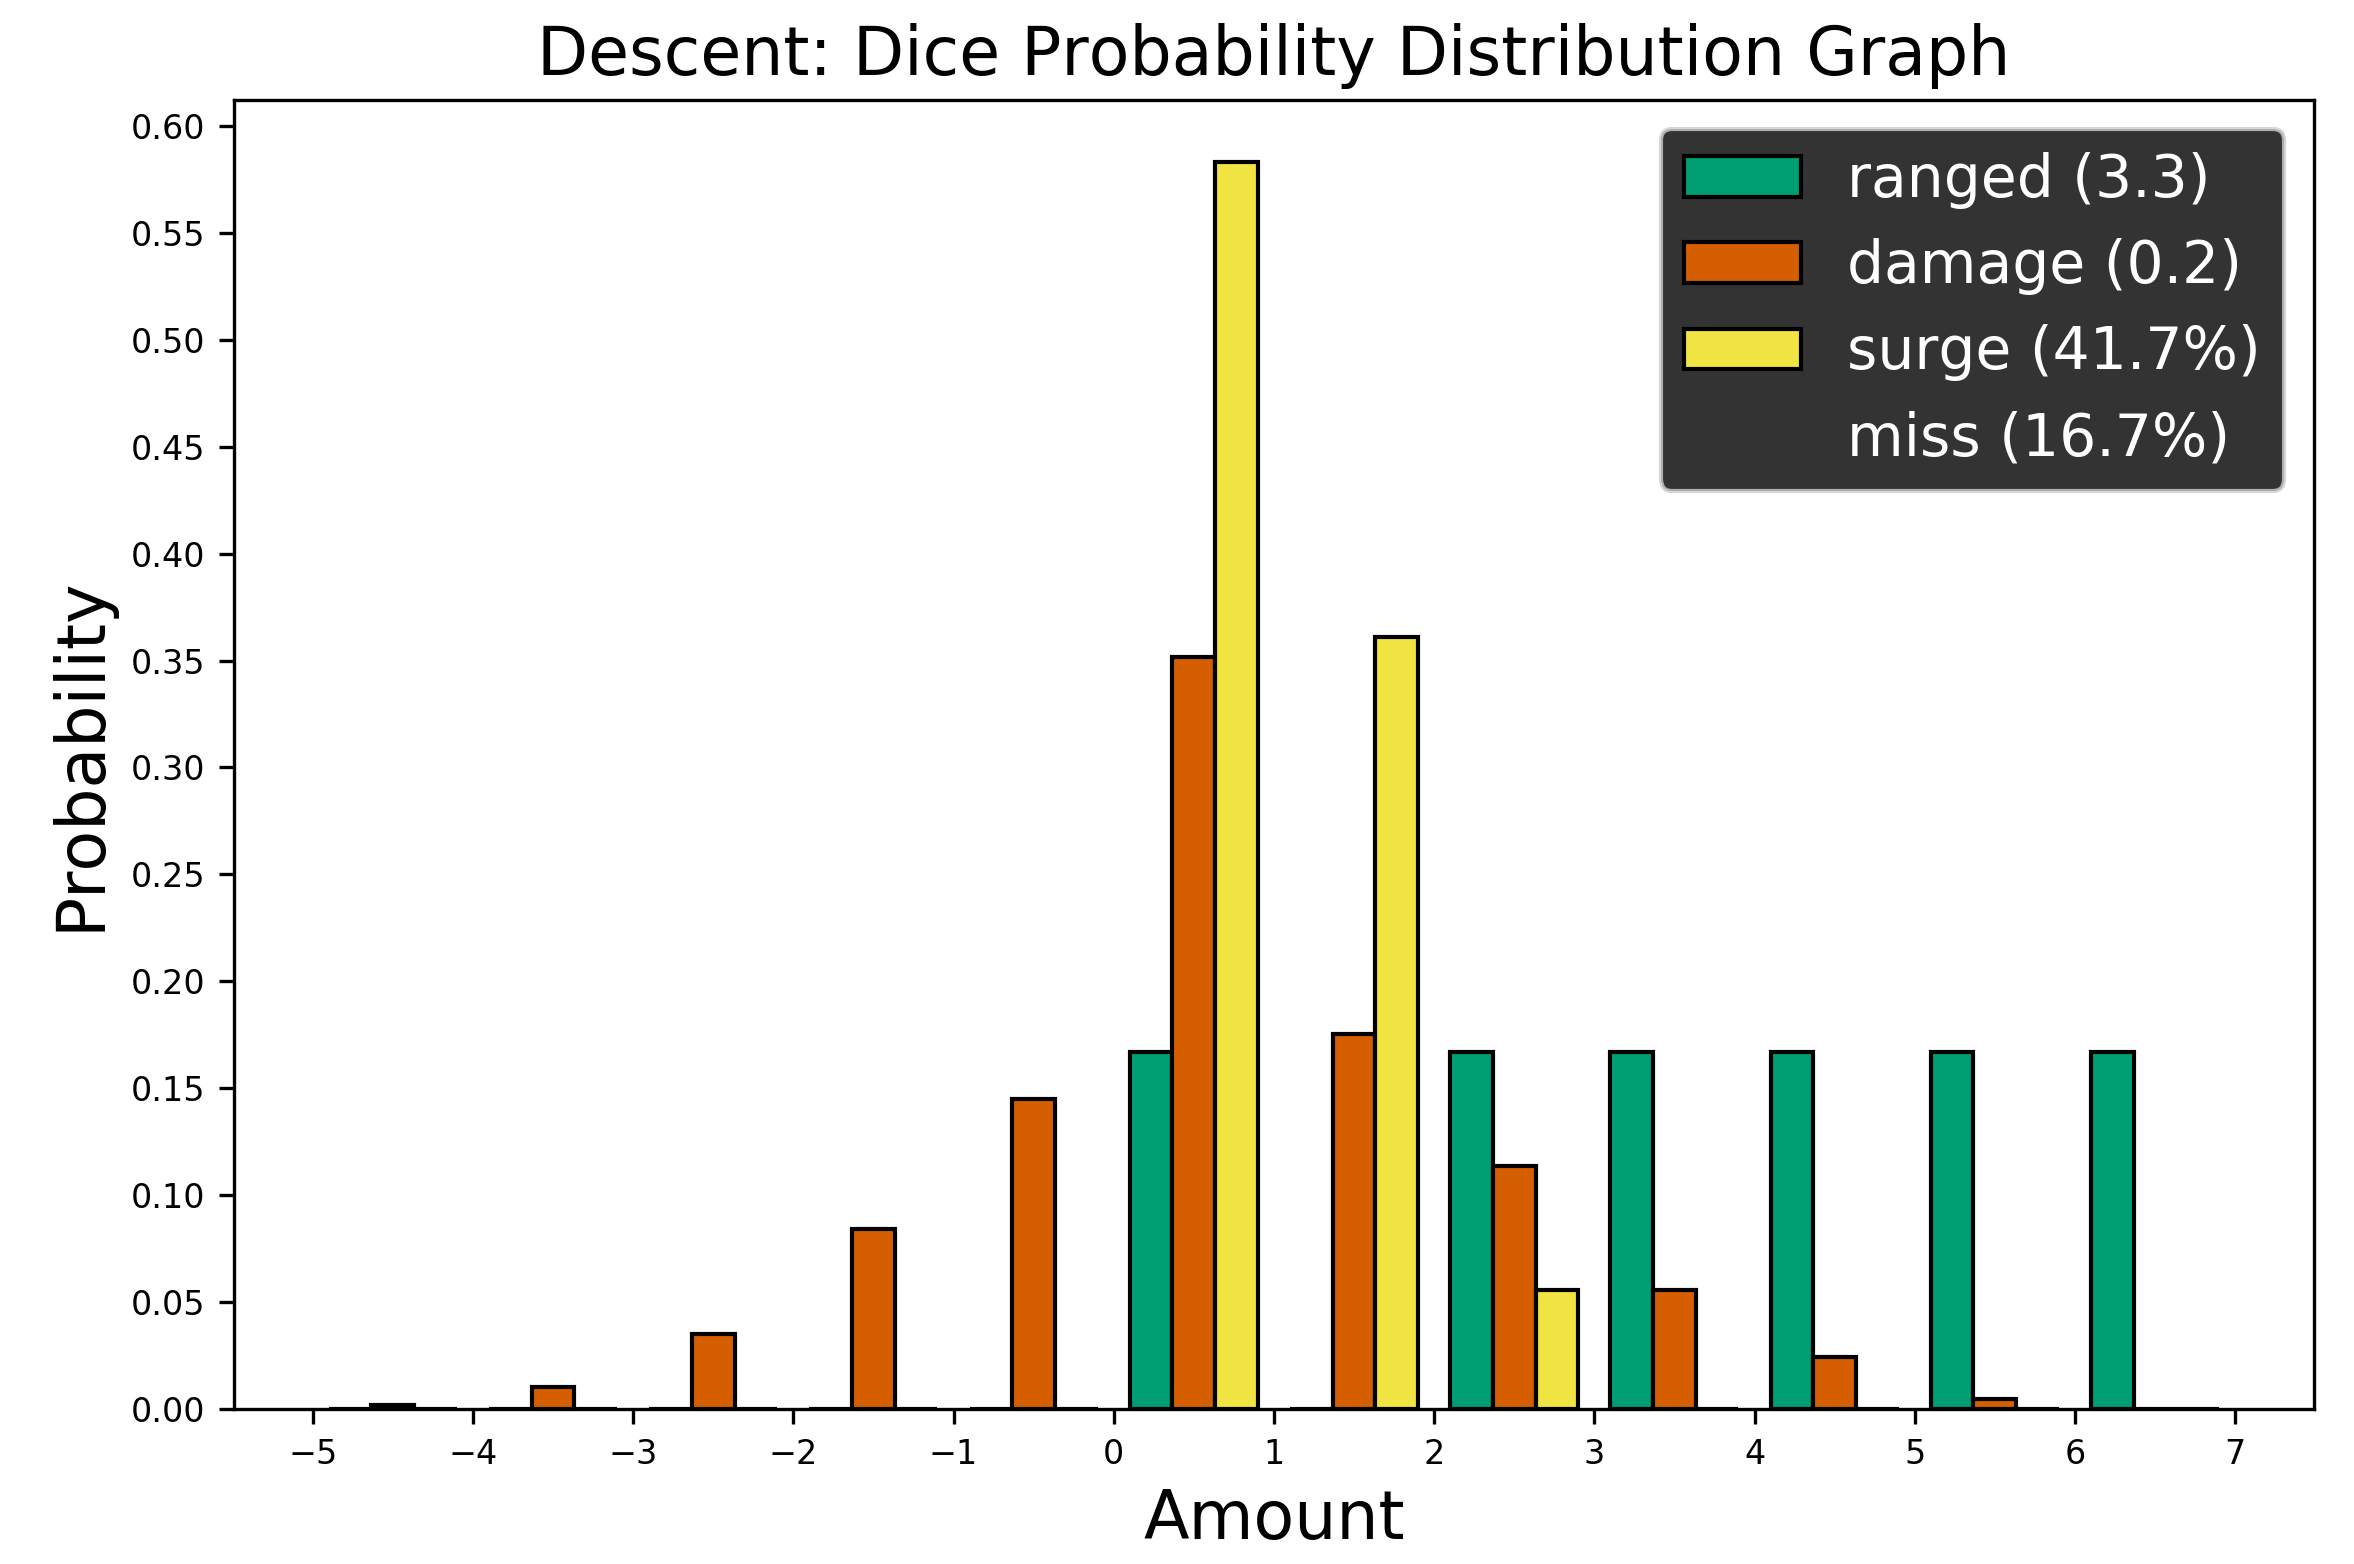 Descent: Dice Probability Distribution Graph
ranged (3.3)
damage (0.2)
surge (41.7%)
miss (16.7%)
Probability
0.60
0.55
0.50
0.45
0.40
0.35
0.30
0.25
0.20
0.15
0.10
0.05
0.00
−5 −4 −3 −2 −1 0 1 2 3 4 5 6 7
Amount